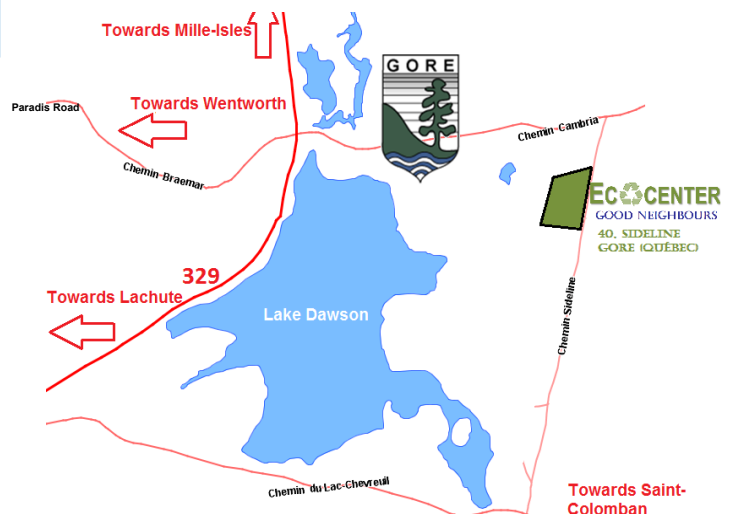 Towards Mille-Isles
GORE
Paradis Road
Towards Wentworth
Chemin Cambria
Chemin Braemar
ECOCENTER
GOOD NEIGHBOURS
40, SIDELINE
GORE (QUÉBEC)
329
Towards Lachute
Lake Dawson
Chemin Sideline
Chemin du Lac-Chevreuil
Towards Saint-
Colomban